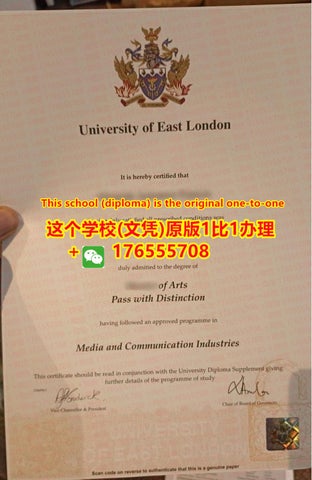 University of East London
It is hereby certified that
This school (diploma) is the original one-to-one
这个学校(文凭)原版1比1办理
+ 176555708
duly admitted to the degree of
of Arts
Pass with Distinction
having followed an approved programme in
Media and Communication Industries
This certificate should be read in conjunction with the University Diploma Supplement giving
further details of the programme of study
Vice-Chancellor & President
Chair of Governors
UNIVERSITY
Scan code on reverse to authenticate that this is a genuine paper